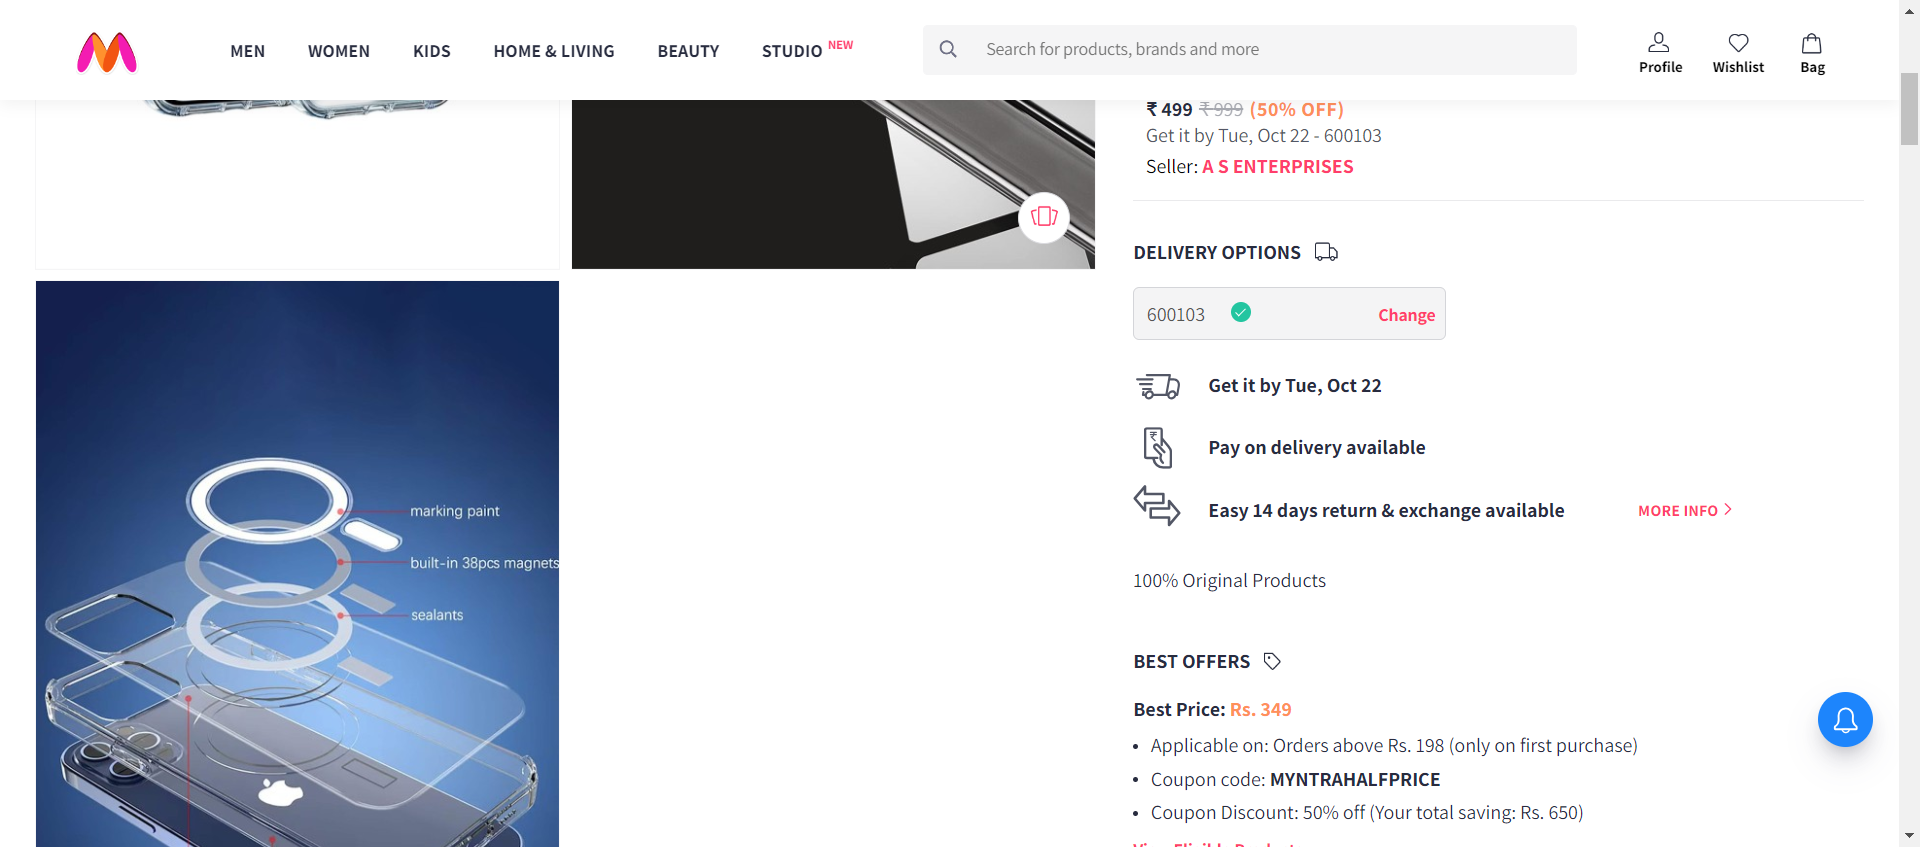 MEN WOMEN KIDS HOME & LIVING BEAUTY STUDIO NEW
Search for products, brands and more
Profile Wishlist Bag
₹ 499 ₹ 999 (50% OFF)
Get it by Tue, Oct 22 - 600103
Seller: A S ENTERPRISES
DELIVERY OPTIONS
600103 Change
Get it by Tue, Oct 22
Pay on delivery available
Easy 14 days return & exchange available MORE INFO
100% Original Products
BEST OFFERS
Best Price: Rs. 349
• Applicable on: Orders above Rs. 198 (only on first purchase)
• Coupon code: MYNTRAHALFPRICE
• Coupon Discount: 50% off (Your total saving: Rs. 650)
View Eligible Products
marking paint
built-in 38pcs magnets
sealants